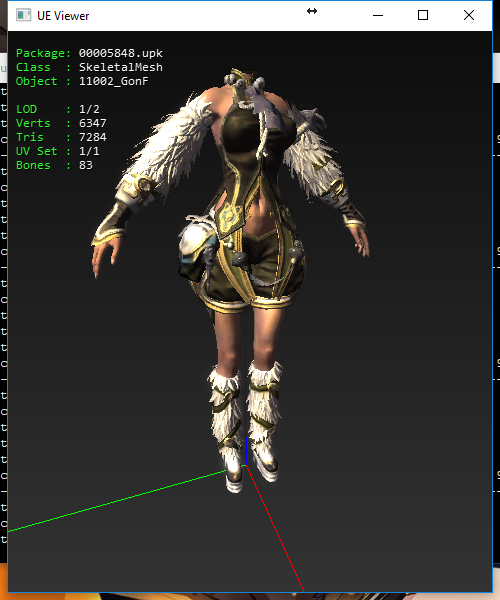 UE Viewer
Package: 00005848.upk
Class  : SkeletalMesh
Object : 11002_GonF
LOD    : 1/2
Verts  : 6347
Tris   : 7284
UV Set : 1/1
Bones  : 83